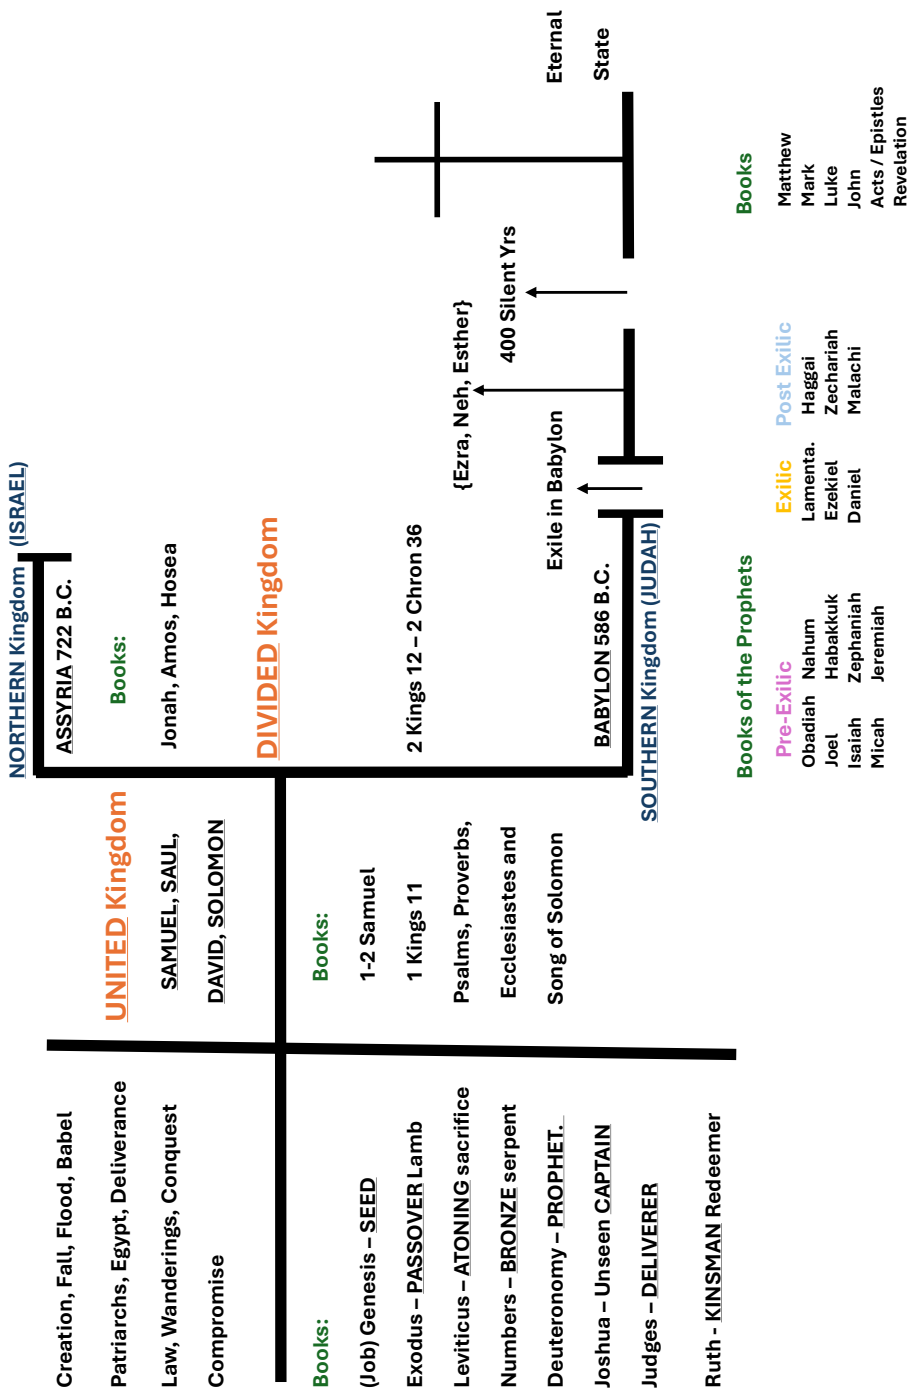 Creation, Fall, Flood, Babel
Patriarchs, Egypt, Deliverance
Law, Wanderings, Conquest
Compromise
Books:
(Job) Genesis – SEED
Exodus – PASSOVER Lamb
Leviticus – ATONING sacrifice
Numbers – BRONZE serpent
Deuteronomy – PROPHET.
Joshua – Unseen CAPTAIN
Judges – DELIVERER
Ruth - KINSMAN Redeemer
UNITED Kingdom
SAMUEL, SAUL,
DAVID, SOLOMON
Books:
1-2 Samuel
1 Kings 11
Psalms, Proverbs,
Ecclesiastes and
Song of Solomon
NORTHERN Kingdom (ISRAEL)
ASSYRIA 722 B.C.
Books:
Jonah, Amos, Hosea
DIVIDED Kingdom
2 Kings 12 – 2 Chron 36
BABYLON 586 B.C.
SOUTHERN Kingdom (JUDAH)
Exile in Babylon
{Ezra, Neh, Esther}
400 Silent Yrs
Eternal
State
Books of the Prophets
Pre-Exilic
Obadiah Nahum
Joel Habakkuk
Isaiah Zephaniah
Micah Jeremiah
Exilic
Lamenta.
Ezekiel
Daniel
Post Exilic
Haggai
Zechariah
Malachi
Books
Matthew
Mark
Luke
John
Acts / Epistles
Revelation